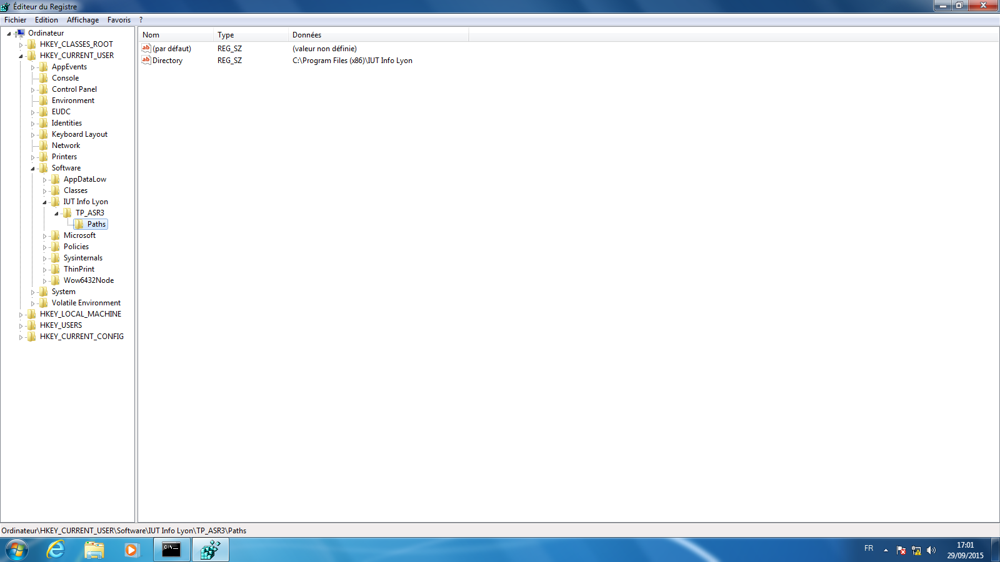 Éditeur du Registre
Fichier Edition Affichage Favoris ?
Ordinateur
HKEY_CLASSES_ROOT
HKEY_CURRENT_USER
AppEvents
Console
Control Panel
Environment
EUDC
Identities
Keyboard Layout
Network
Printers
Software
AppDataLow
Classes
IUT Info Lyon
TP_ASR3
Paths
Microsoft
Policies
Sysinternals
ThinPrint
Wow6432Node
System
Volatile Environment
HKEY_LOCAL_MACHINE
HKEY_USERS
HKEY_CURRENT_CONFIG
Nom Type Données
ab (par défaut) REG_SZ (valeur non définie)
ab Directory REG_SZ C:\Program Files (x86)\IUT Info Lyon
Ordinateur\HKEY_CURRENT_USER\Software\IUT Info Lyon\TP_ASR3\Paths
C:\_
FR
17:01
29/09/2015